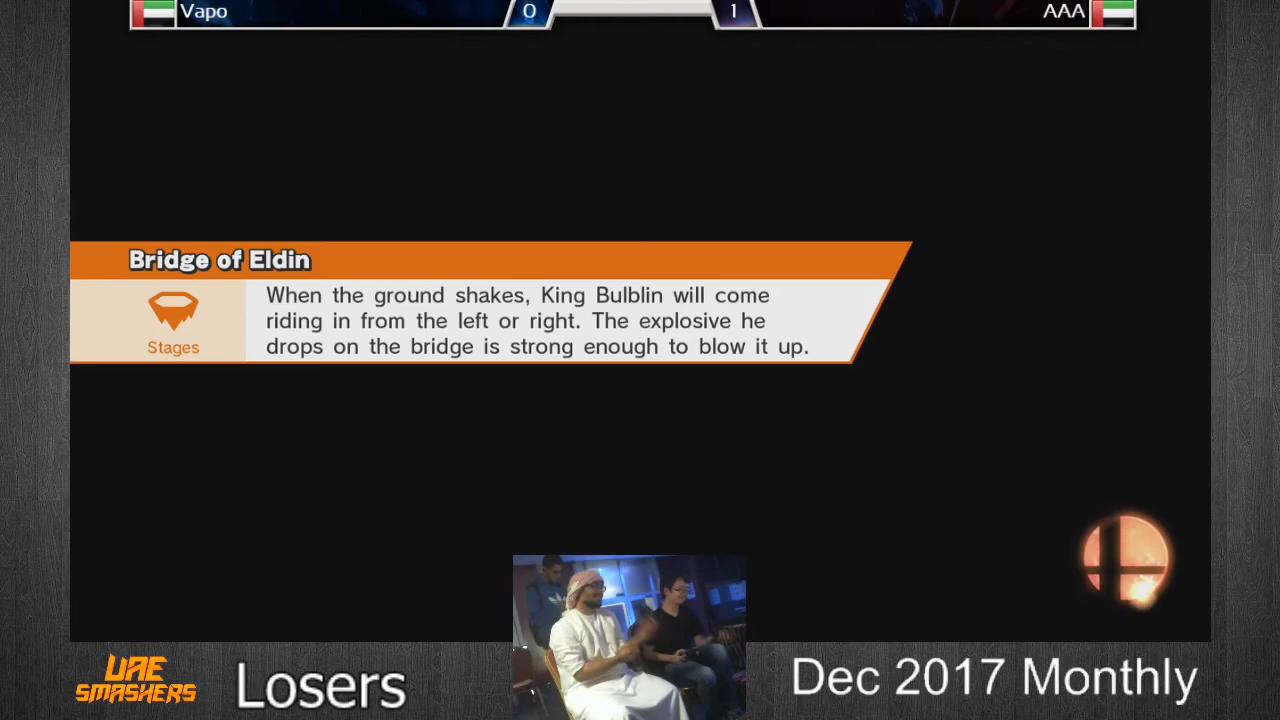 Vapo 0 1 AAA
Bridge of Eldin
When the ground shakes, King Bulblin will come
riding in from the left or right. The explosive he
drops on the bridge is strong enough to blow it up.
Stages
UAE
SMASHERS
Losers
Dec 2017 Monthly